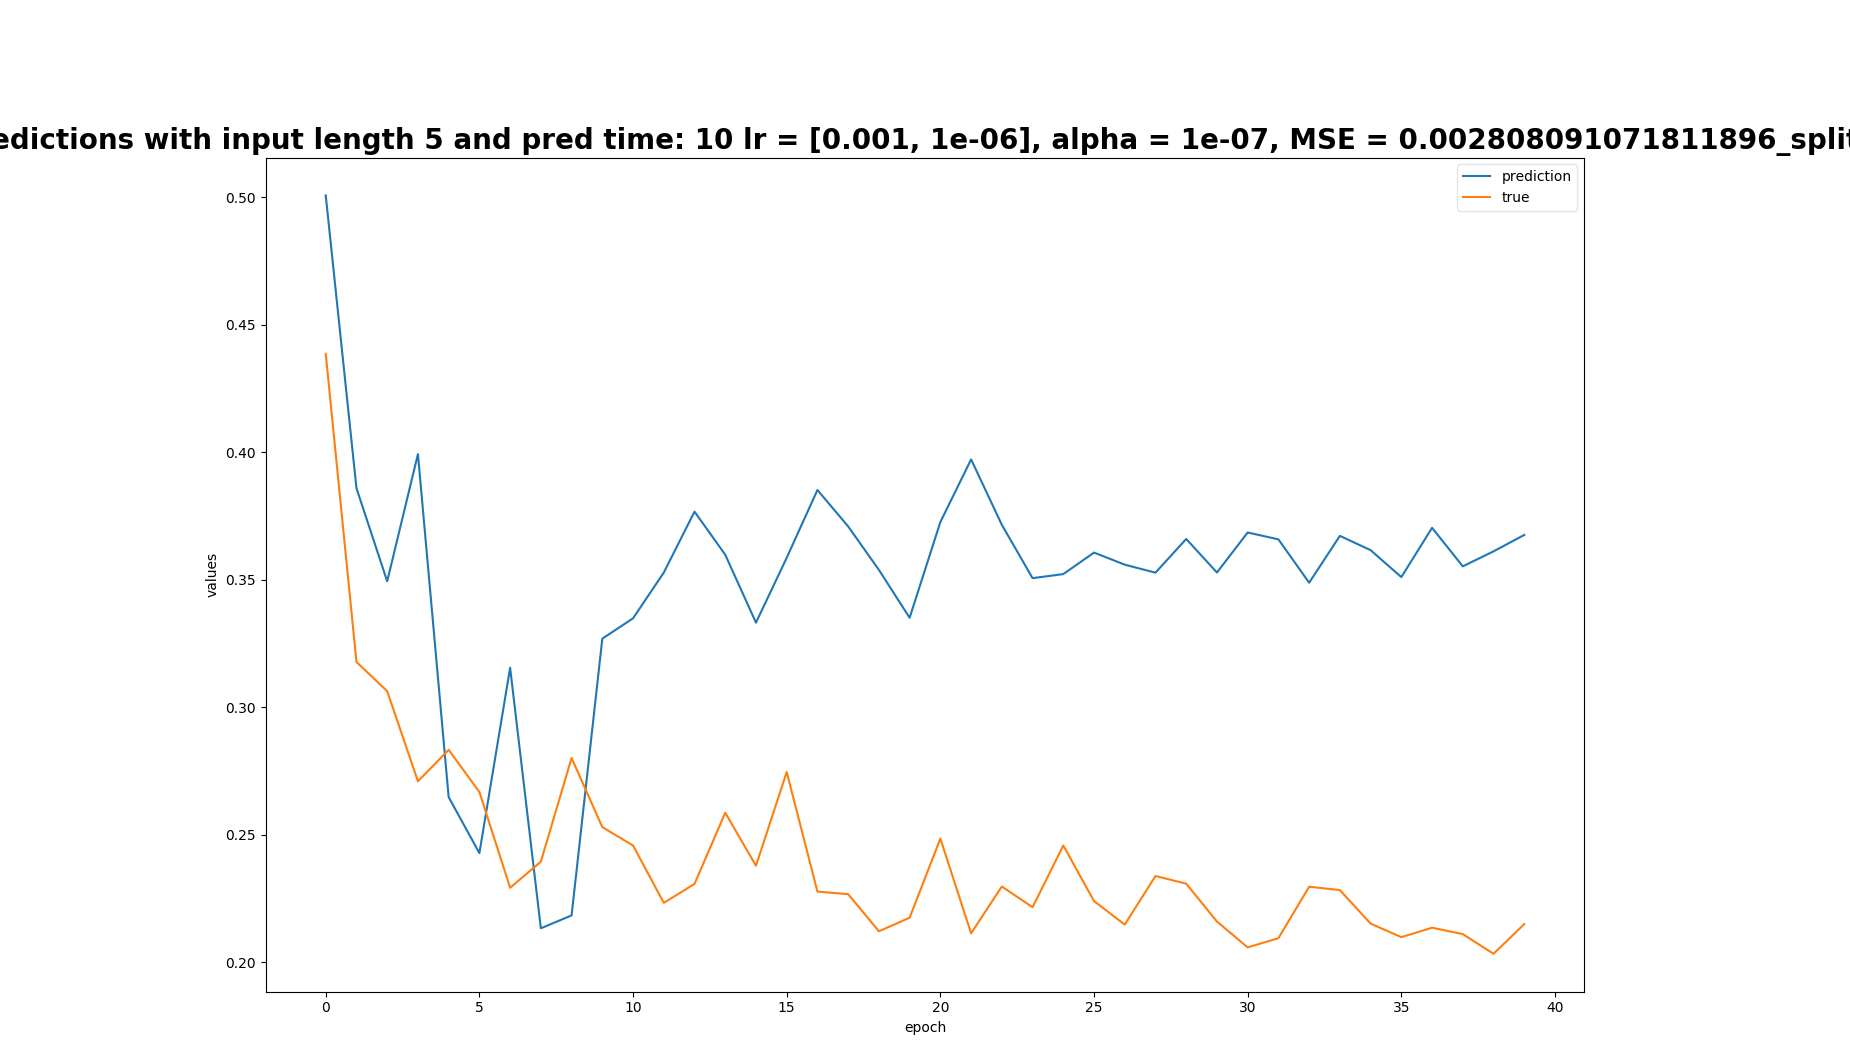 edictions with input length 5 and pred time: 10 lr = [0.001, 1e-06], alpha = 1e-07, MSE = 0.002808091071811896_split
prediction
true
0.50
0.45
0.40
0.35
0.30
0.25
0.20
values
0 5 10 15 20 25 30 35 40
epoch